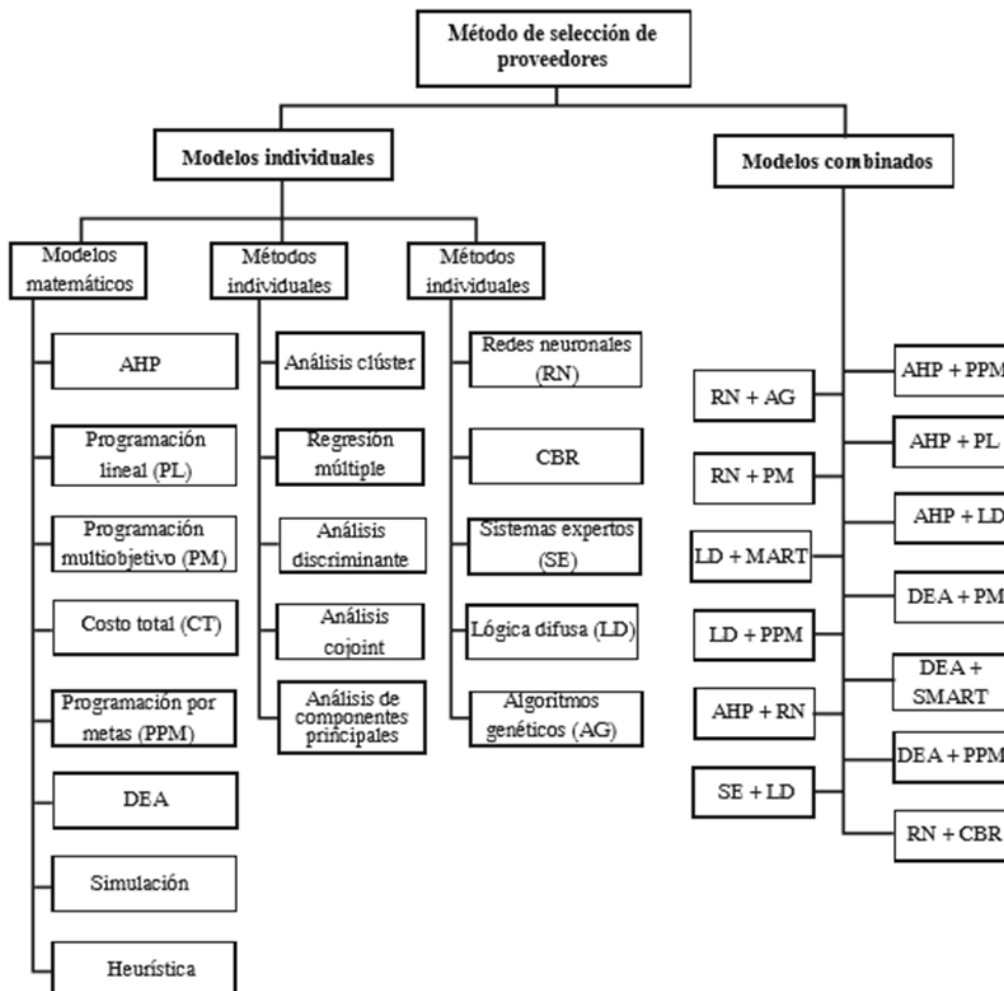 Método de selección de
proveedores
Modelos individuales
Modelos combinados
Modelos
matemáticos
Métodos
individuales
Métodos
individuales
AHP
Programación
lineal (PL)
Programación
multiobjetivo (PM)
Costo total (CT)
Programación por
metas (PPM)
DEA
Simulación
Heurística
Análisis clúster
Regresión
múltiple
Análisis
discriminante
Análisis
cojoint
Análisis de
componentes
principales
Redes neuronales
(RN)
CBR
Sistemas expertos
(SE)
Lógica difusa (LD)
Algoritmos
genéticos (AG)
RN + AG
RN + PM
LD + MART
LD + PPM
AHP + RN
SE + LD
AHP + PPM
AHP + PL
AHP + LD
DEA + PM
DEA +
SMART
DEA + PPM
RN + CBR